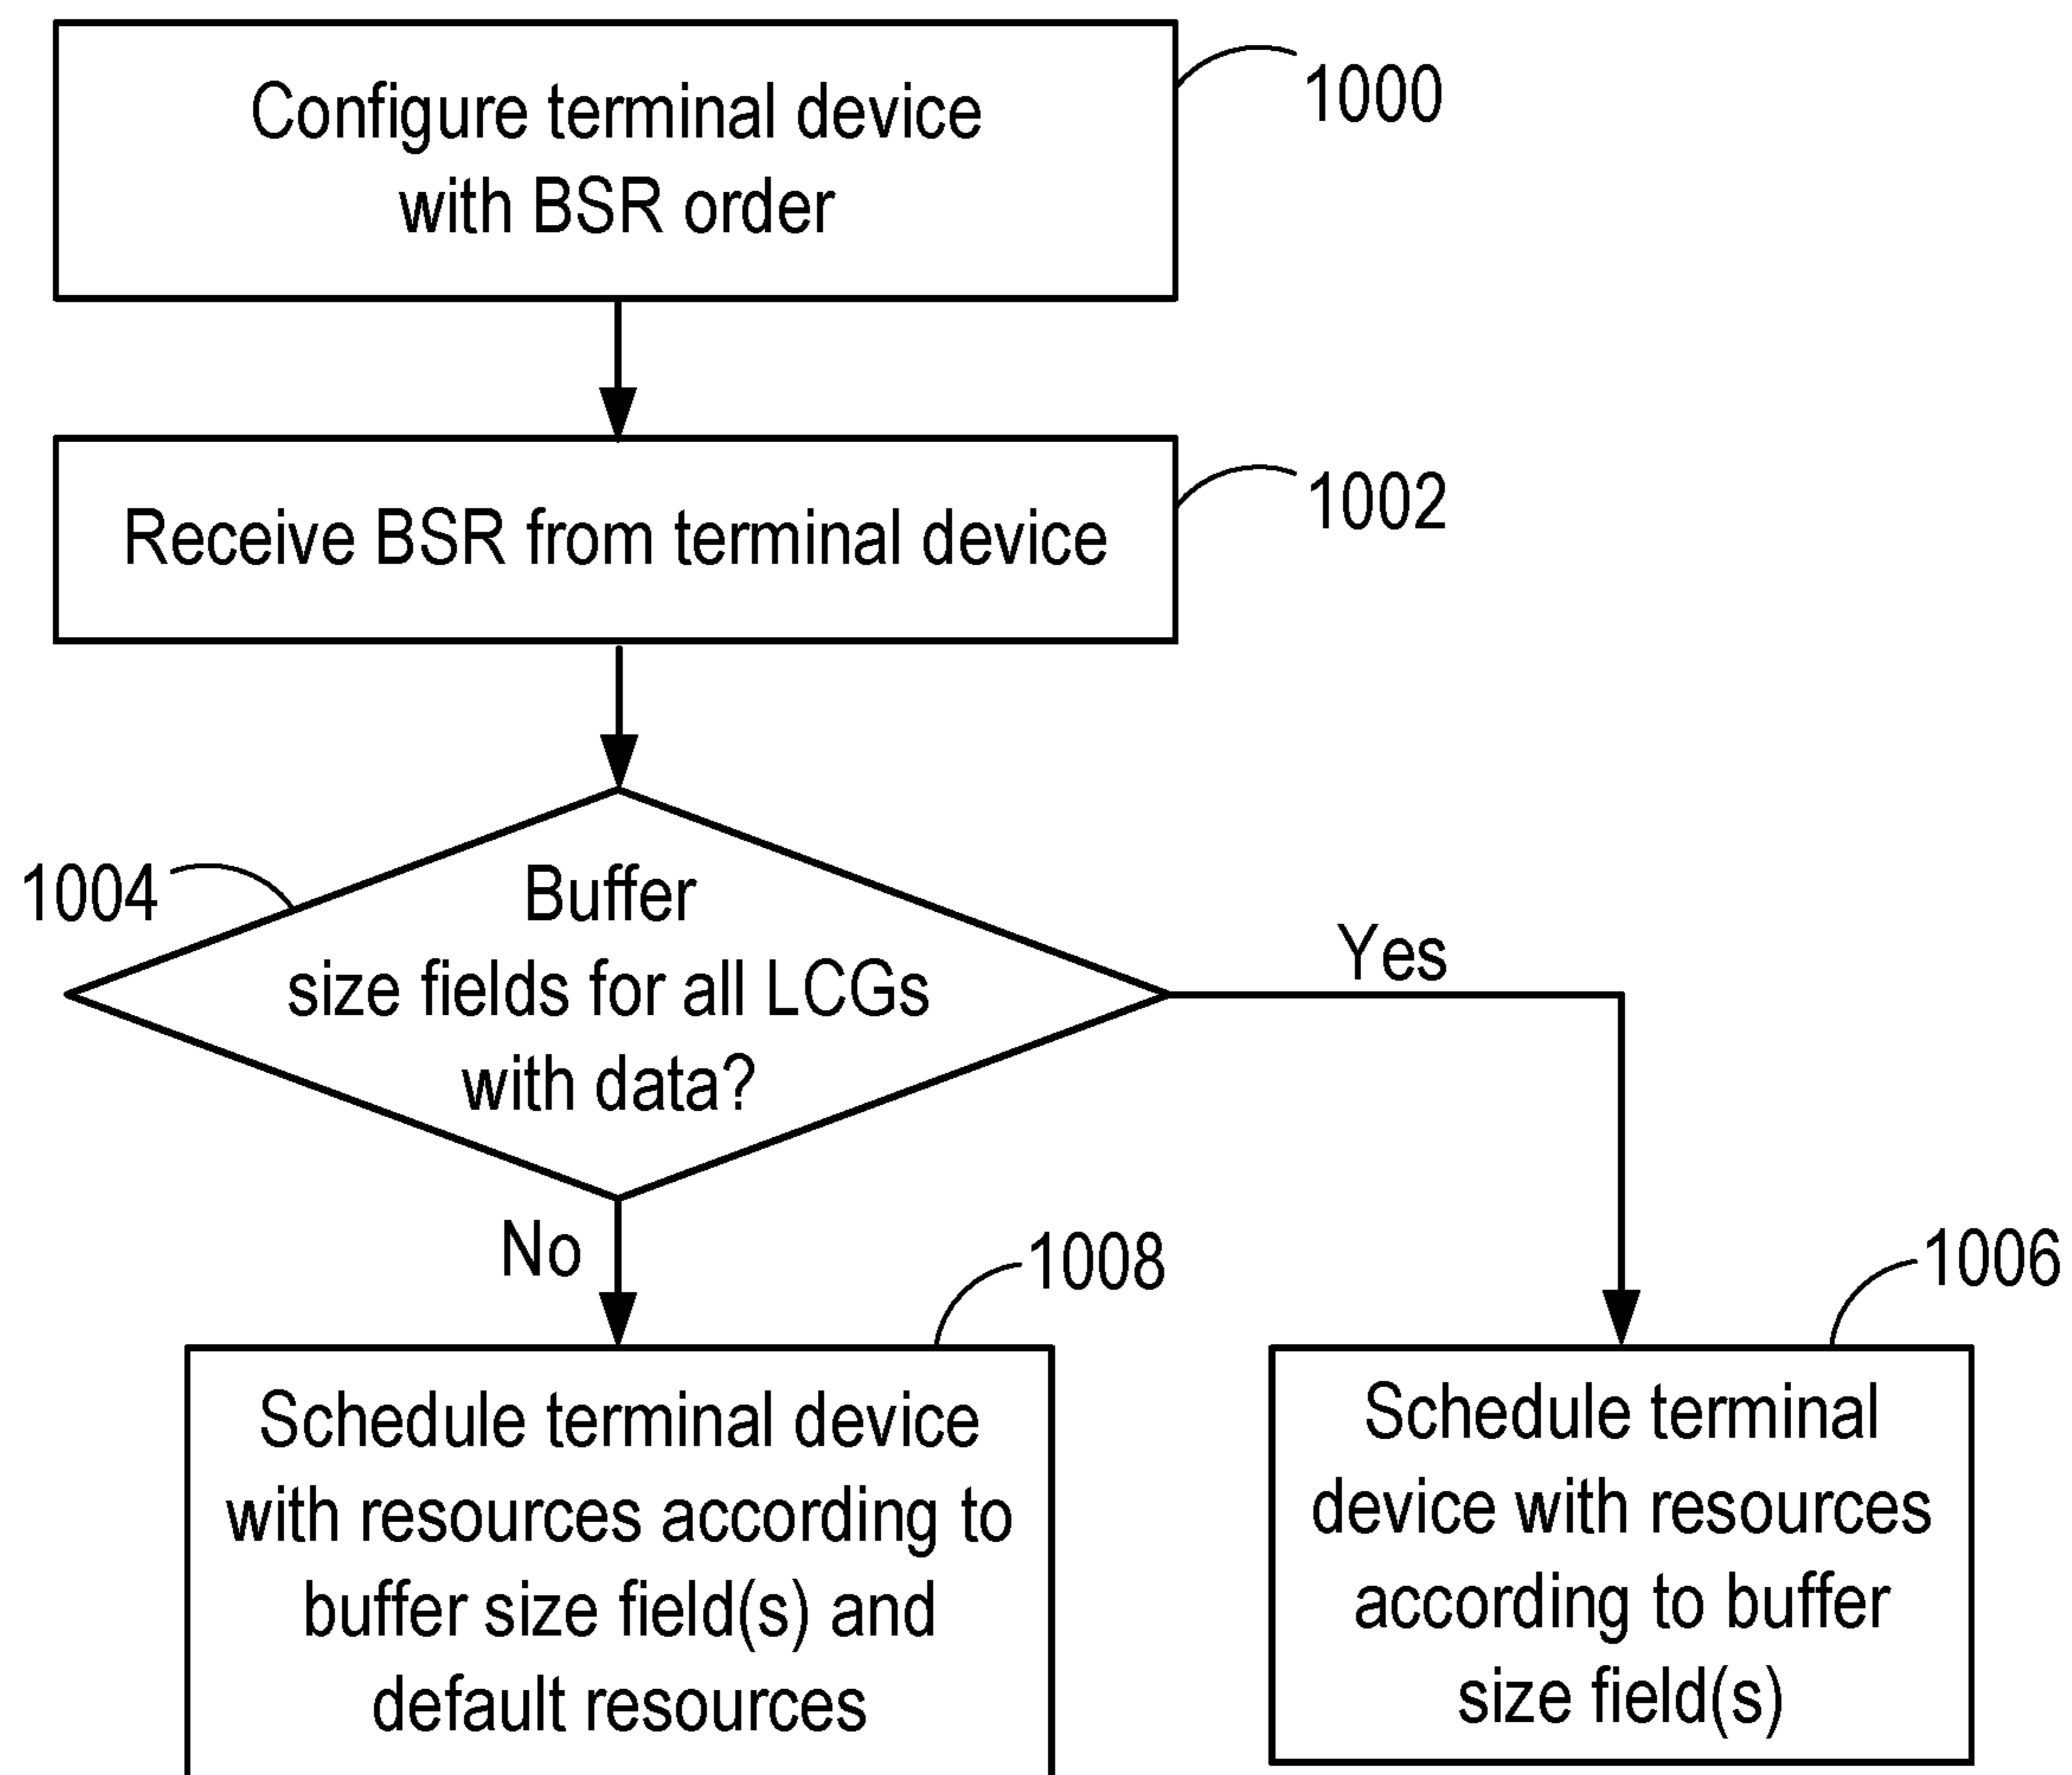 Configure terminal device
with BSR order
1000
Receive BSR from terminal device
1002
1004
Buffer
size fields for all LCGs
with data?
Yes
No
1008
1006
Schedule terminal device
with resources according to
buffer size field(s) and
default resources
Schedule terminal
device with resources
according to buffer
size field(s)